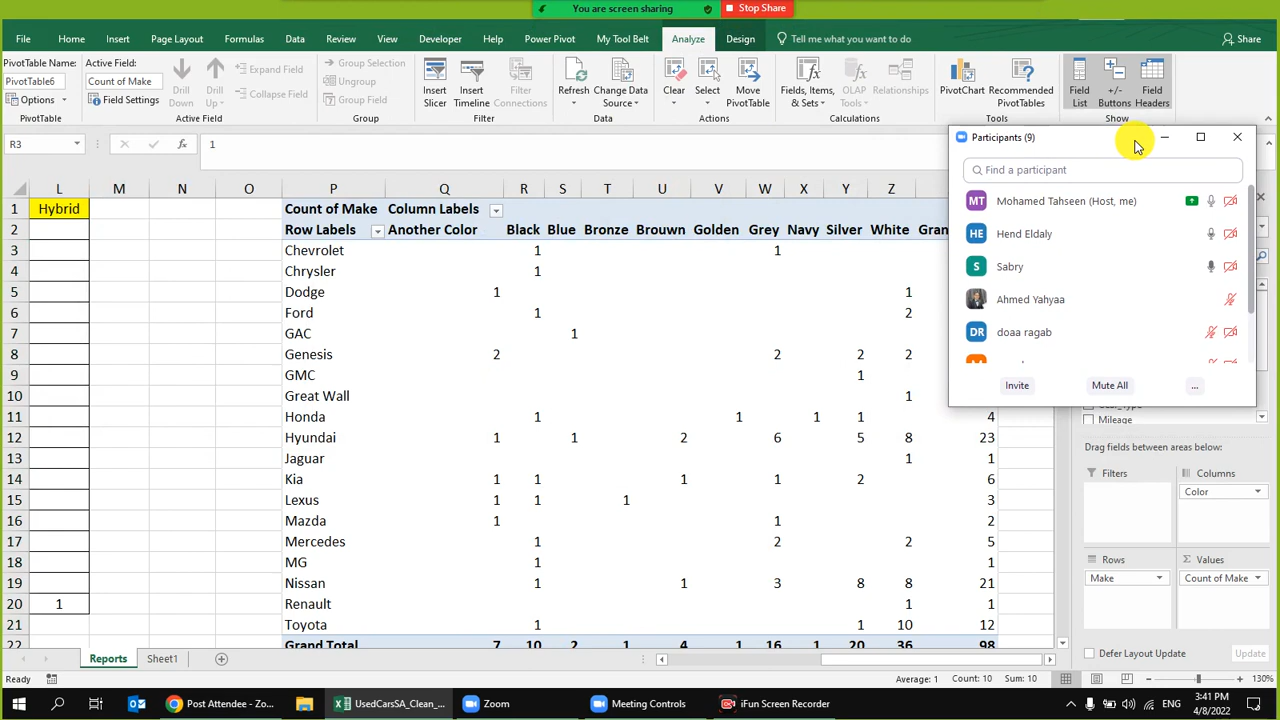 You are screen sharing Stop Share
File Home Insert Page Layout Formulas Data Review View Developer Help Power Pivot My Tool Belt Analyze Design Tell me what you want to do Share
PivotTable Name: Active Field:
PivotTable6 Count of Make
Options Field Settings
PivotTable
Drill Down Drill Up Expand Field Collapse Field
Active Field
Group Selection
Ungroup
Group Field
Group
Insert Slicer Insert Timeline Filter Connections
Filter
Refresh Change Data Source
Data
Clear Select Move PivotTable
Actions
Fields, Items, & Sets OLAP Tools Relationships
Calculations
PivotChart Recommended PivotTables
Tools
Field List +/- Buttons Field Headers
Show
R3 1
Participants (9)
Find a participant
MT Mohamed Tahseen (Host, me)
HE Hend Eldaly
S Sabry
Ahmed Yahyaa
DR doaa ragab
Invite Mute All ...
L M N O P Q R S T U V W X Y Z
1 Hybrid Count of Make Column Labels
2 Row Labels Another Color Black Blue Bronze Brouwn Golden Grey Navy Silver White Gran
3 Chevrolet 1 1
4 Chrysler 1
5 Dodge 1 1
6 Ford 1 2
7 GAC 1
8 Genesis 2 2 2 2
9 GMC 1
10 Great Wall 1
11 Honda 1 1 1 1 4
12 Hyundai 1 1 2 6 5 8 23
13 Jaguar 1 1
14 Kia 1 1 1 1 2 6
15 Lexus 1 1 1 3
16 Mazda 1 1 2
17 Mercedes 1 2 2 5
18 MG 1 1
19 Nissan 1 1 3 8 8 21
20 1 Renault 1 1
21 Toyota 1 1 10 12
22 Grand Total 7 10 2 1 4 1 16 1 20 36 98
Mileage
Drag fields between areas below:
Filters Columns
Color
Rows Values
Make Count of Make
Defer Layout Update Update
Reports Sheet1
Ready Average: 1 Count: 10 Sum: 10 130%
Post Attendee - Zo... UsedCarsSA_Clean_... Zoom Meeting Controls iFun Screen Recorder ENG
3:41 PM
4/8/2022